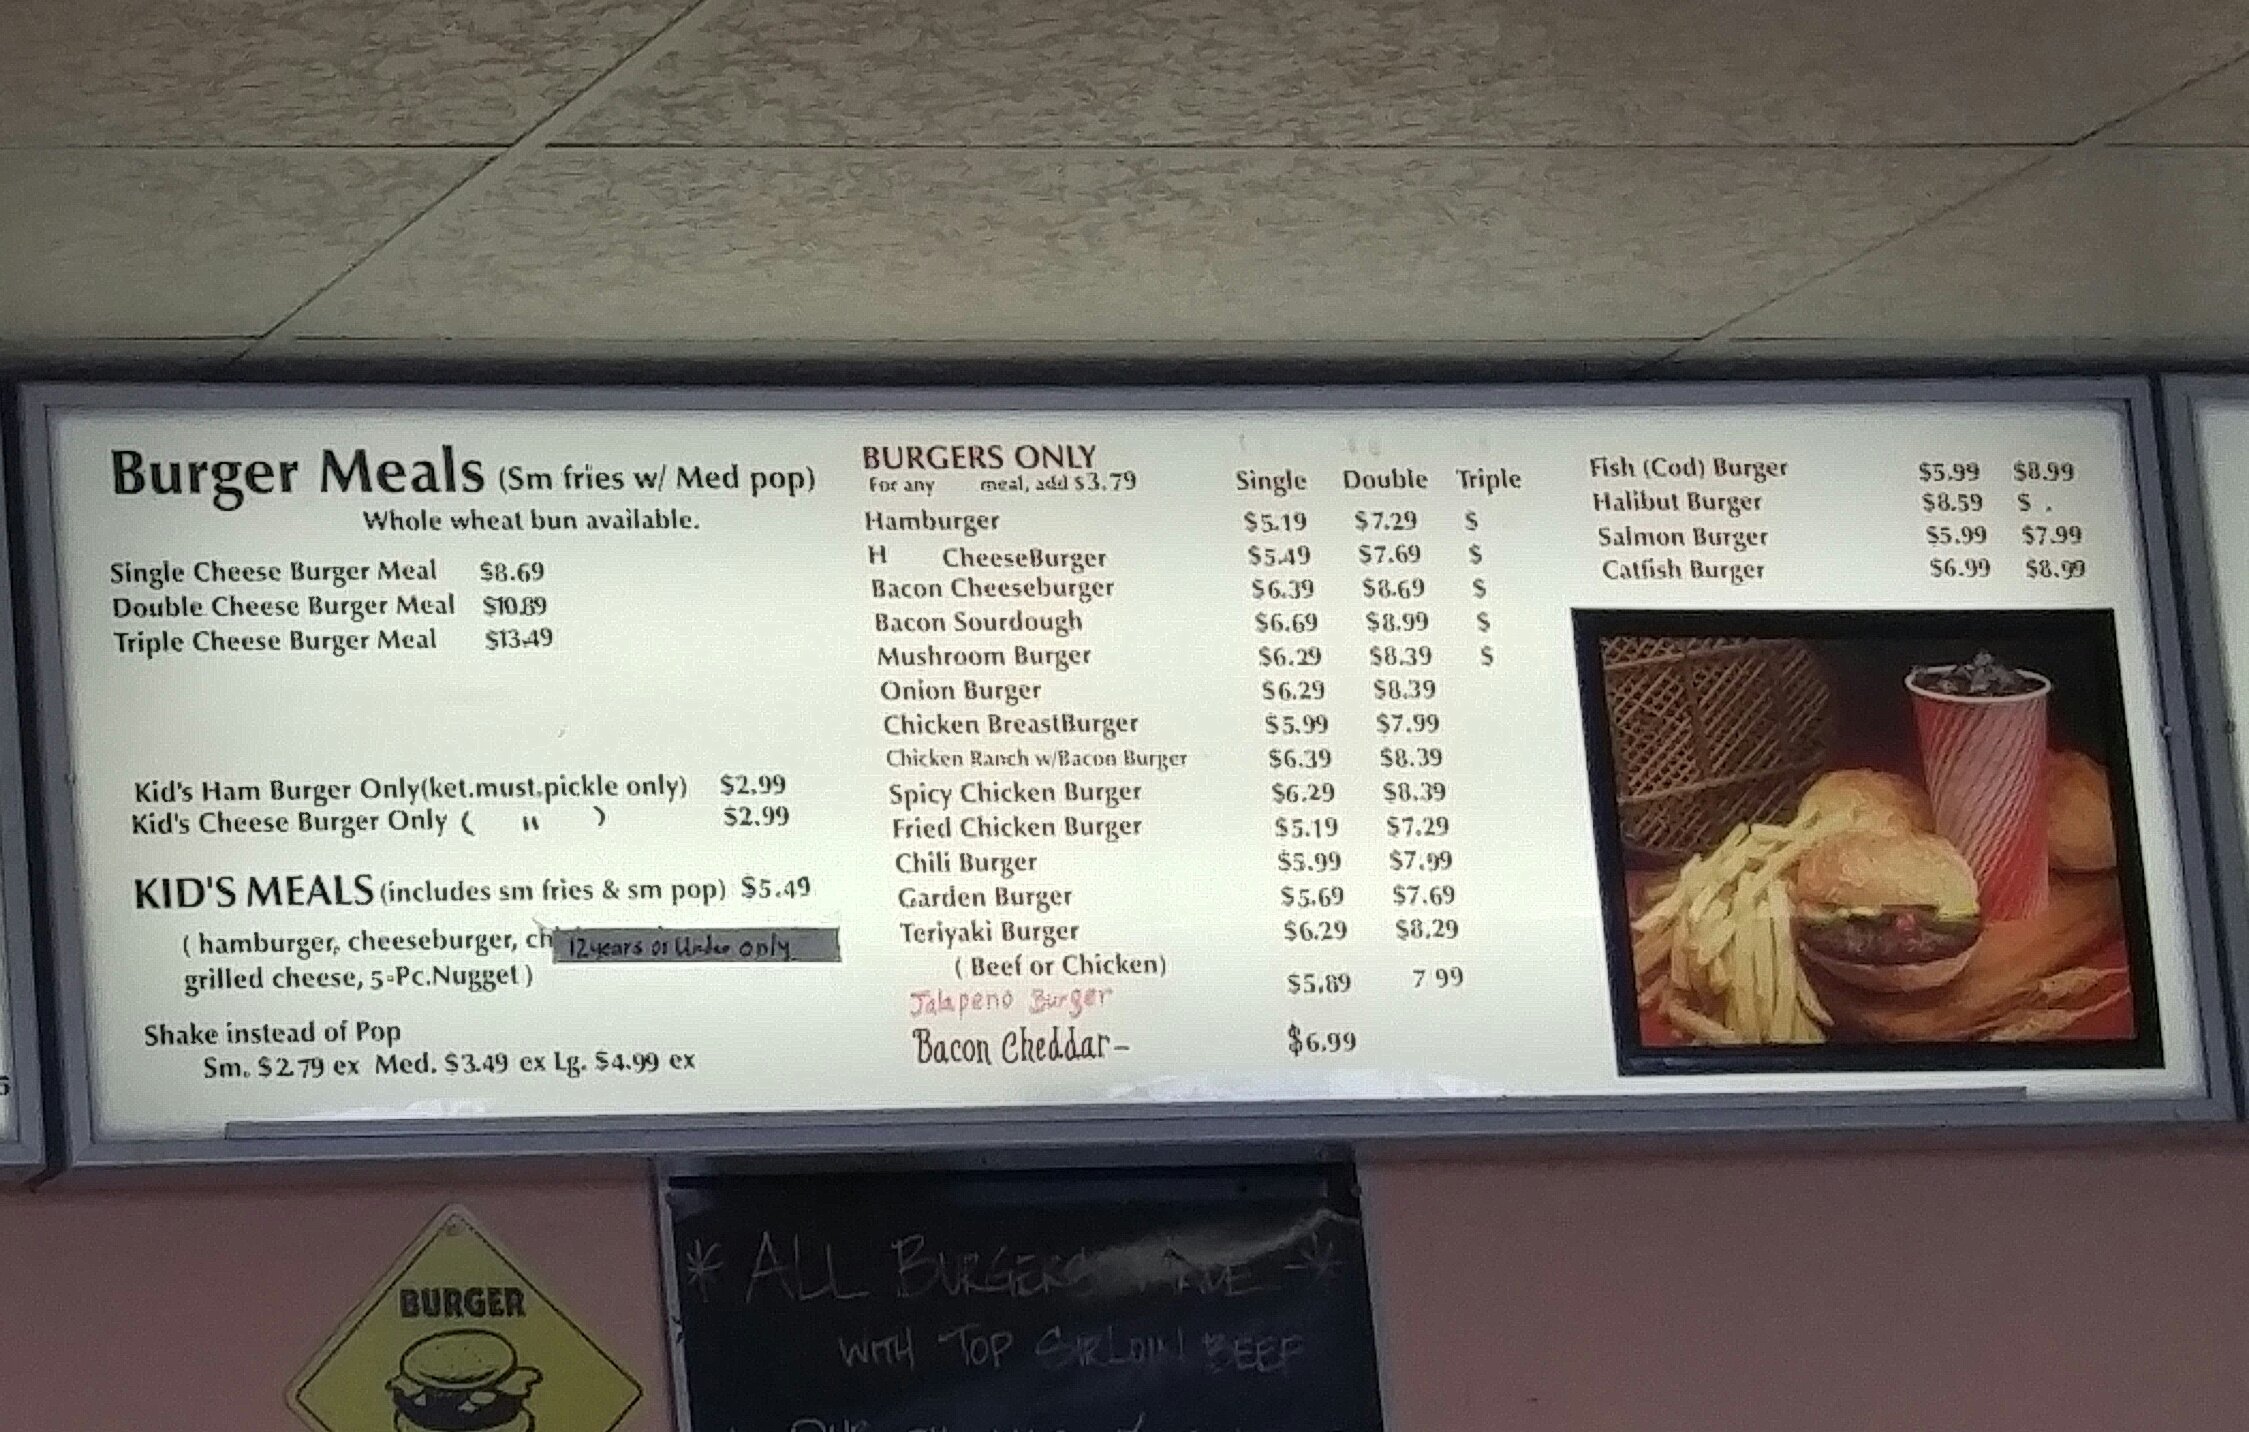 Burger Meals (Sm fries w/ Med pop)
Whole wheat bun available.
Single Cheese Burger Meal $8.69
Double Cheese Burger Meal $10.89
Triple Cheese Burger Meal $13.49
Kid's Ham Burger Only(ket.must.pickle only) $2.99
Kid's Cheese Burger Only ( " ) $2.99
KID'S MEALS (includes sm fries & sm pop) $5.49
( hamburger, cheeseburger, ch
12 years or Under only
grilled cheese, 5-Pc.Nugget )
Shake instead of Pop
Sm. $2.79 ex Med. $3.49 ex Lg. $4.99 ex
BURGERS ONLY
For any meal, add $3.79
Single Double Triple
Hamburger $5.19 $7.29 $
H CheeseBurger $5.49 $7.69 $
Bacon Cheeseburger $6.39 $8.69 $
Bacon Sourdough $6.69 $8.99 $
Mushroom Burger $6.29 $8.39 $
Onion Burger $6.29 $8.39
Chicken BreastBurger $5.99 $7.99
Chicken Ranch w/Bacon Burger $6.39 $8.39
Spicy Chicken Burger $6.29 $8.39
Fried Chicken Burger $5.19 $7.29
Chili Burger $5.99 $7.99
Garden Burger $5.69 $7.69
Teriyaki Burger $6.29 $8.29
( Beef or Chicken)
Jalapeno Burger $5.89 7 99
Bacon Cheddar- $6.99
Fish (Cod) Burger $5.99 $8.99
Halibut Burger $8.59 $ .
Salmon Burger $5.99 $7.99
Catfish Burger $6.99 $8.99
5
BURGER
* ALL BURGERS MADE *
WITH TOP SIRLOIN BEEF